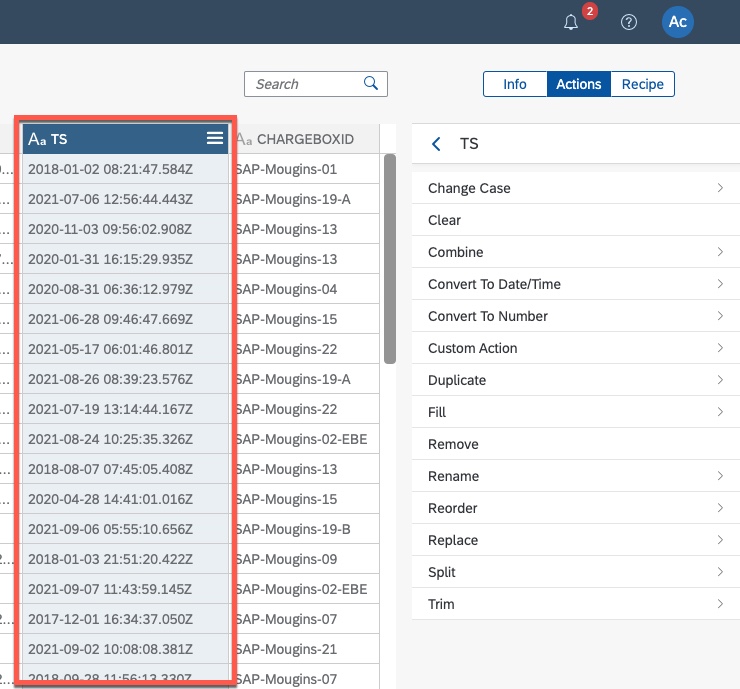 2
?
Ac
Search
Info Actions Recipe
Aa TS Aa CHARGEBOXID
TS
2018-01-02 08:21:47.584Z SAP-Mougins-01
2021-07-06 12:56:44.443Z SAP-Mougins-19-A
2020-11-03 09:56:02.908Z SAP-Mougins-13
2020-01-31 16:15:29.935Z SAP-Mougins-13
2020-08-31 06:36:12.979Z SAP-Mougins-04
2021-06-28 09:46:47.669Z SAP-Mougins-15
2021-05-17 06:01:46.801Z SAP-Mougins-22
2021-08-26 08:39:23.576Z SAP-Mougins-19-A
2021-07-19 13:14:44.167Z SAP-Mougins-22
2021-08-24 10:25:35.326Z SAP-Mougins-02-EBE
2018-08-07 07:45:05.408Z SAP-Mougins-13
2020-04-28 14:41:01.016Z SAP-Mougins-15
2021-09-06 05:55:10.656Z SAP-Mougins-19-B
2018-01-03 21:51:20.422Z SAP-Mougins-09
2021-09-07 11:43:59.145Z SAP-Mougins-02-EBE
2017-12-01 16:34:37.050Z SAP-Mougins-07
2021-09-02 10:08:08.381Z SAP-Mougins-21
2018-09-28 11:56:13.330Z SAP-Mougins-07
Change Case
Clear
Combine
Convert To Date/Time
Convert To Number
Custom Action
Duplicate
Fill
Remove
Rename
Reorder
Replace
Split
Trim